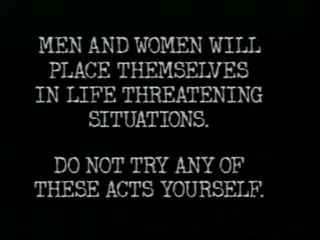 MEN AND WOMEN WILL
PLACE THEMSELVES
IN LIFE THREATENING
SITUATIONS.
DO NOT TRY ANY OF
THESE ACTS YOURSELF.